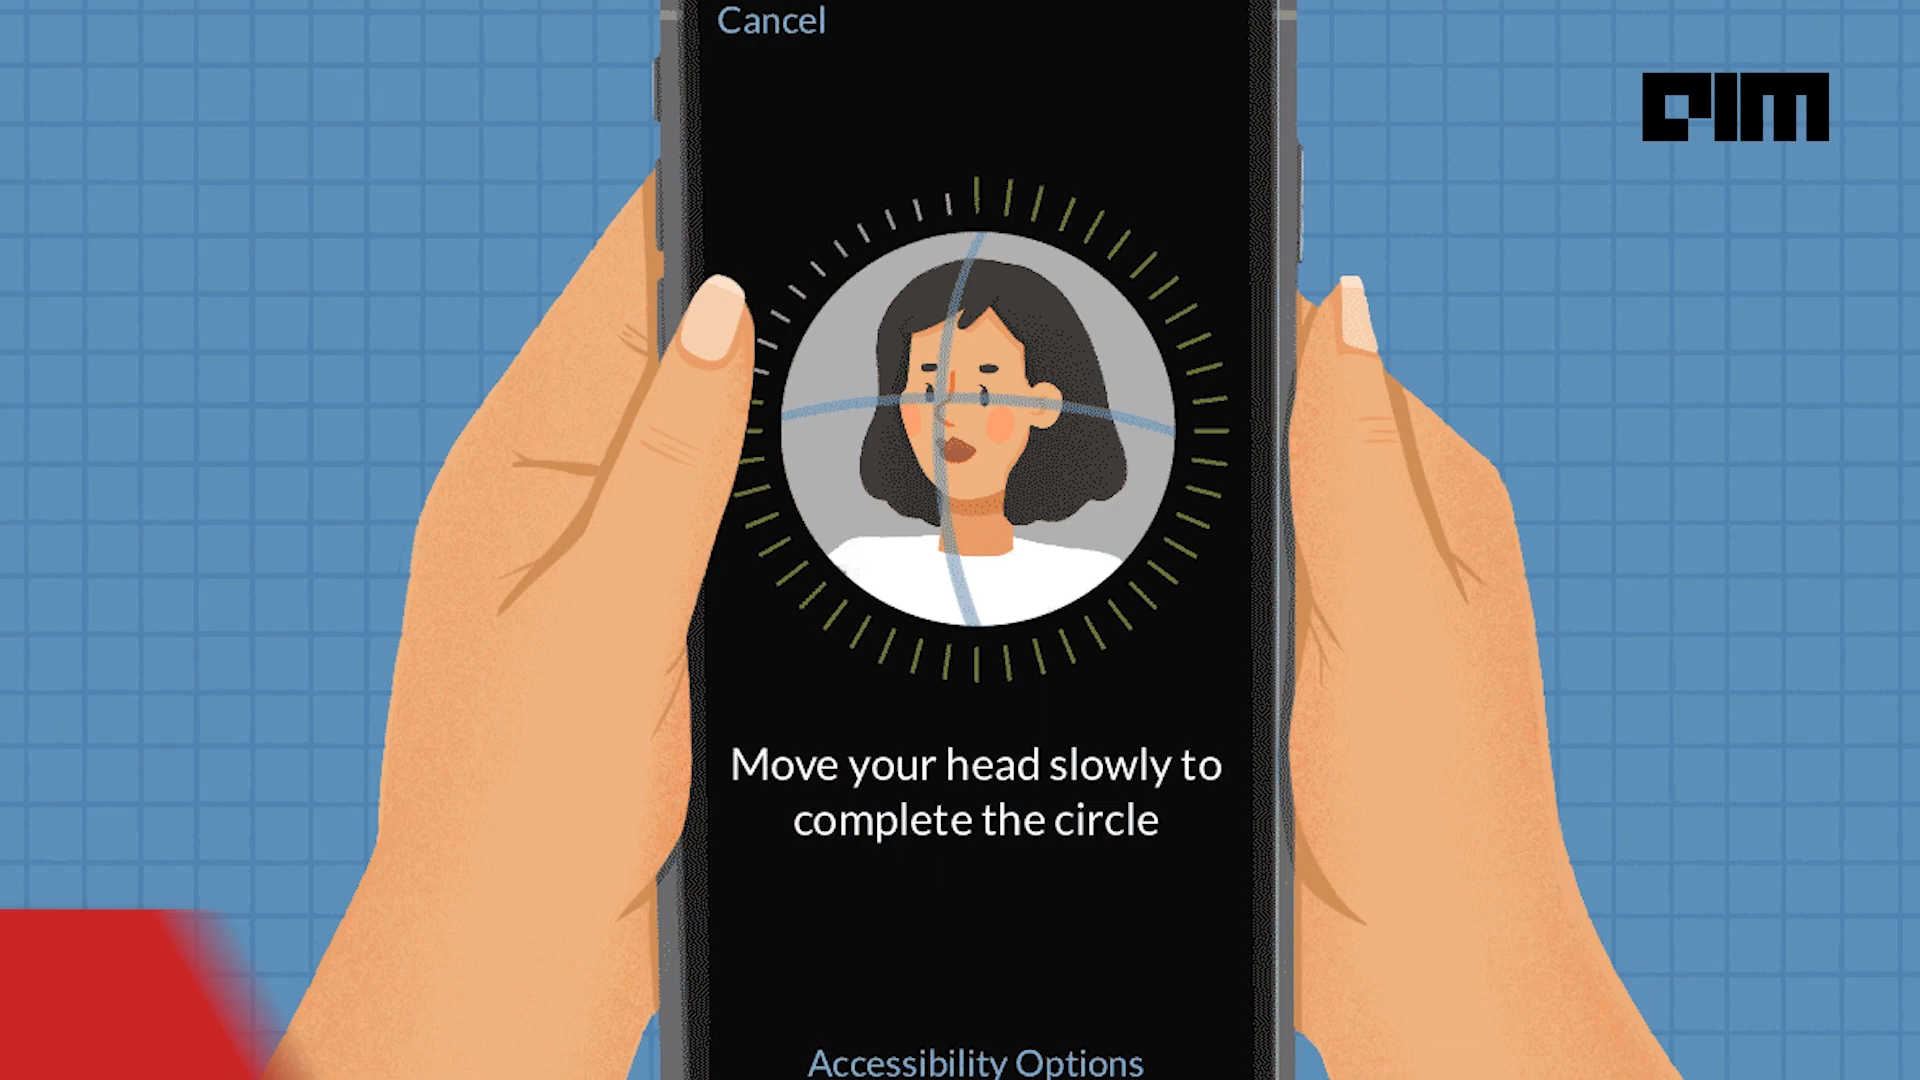 Cancel
AIM
Move your head slowly to
complete the circle
Accessibility Options